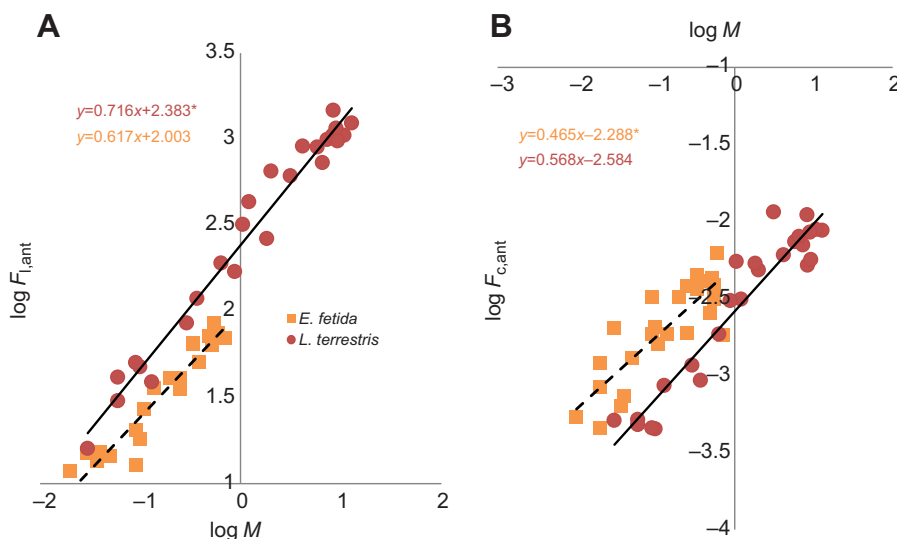 A
3.5
y=0.716x+2.383*
y=0.617x+2.003
3
2.5
2
1.5
1
log Fl,ant
E. fetida
L. terrestris
–2
–1
0
1
2
log M
B
log M
–3
–2
–1
0
1
2
–1
y=0.465x–2.288*
y=0.568x–2.584
–1.5
–2
–2.5
–3
–3.5
–4
log Fc,ant